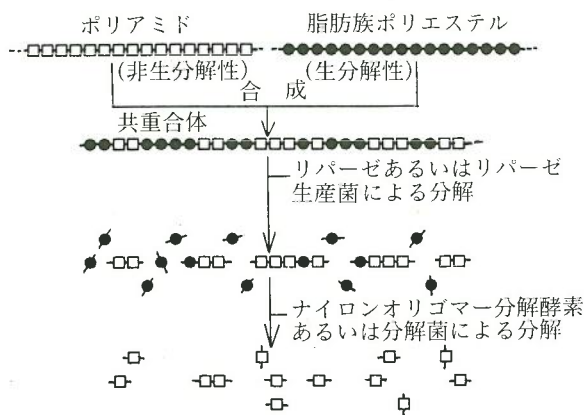 ポリアミド
脂肪族ポリエステル
(非生分解性)
(生分解性)
合成
共重合体
リパーゼあるいはリパーゼ
生産菌による分解
ナイロンオリゴマー分解酵素
あるいは分解菌による分解